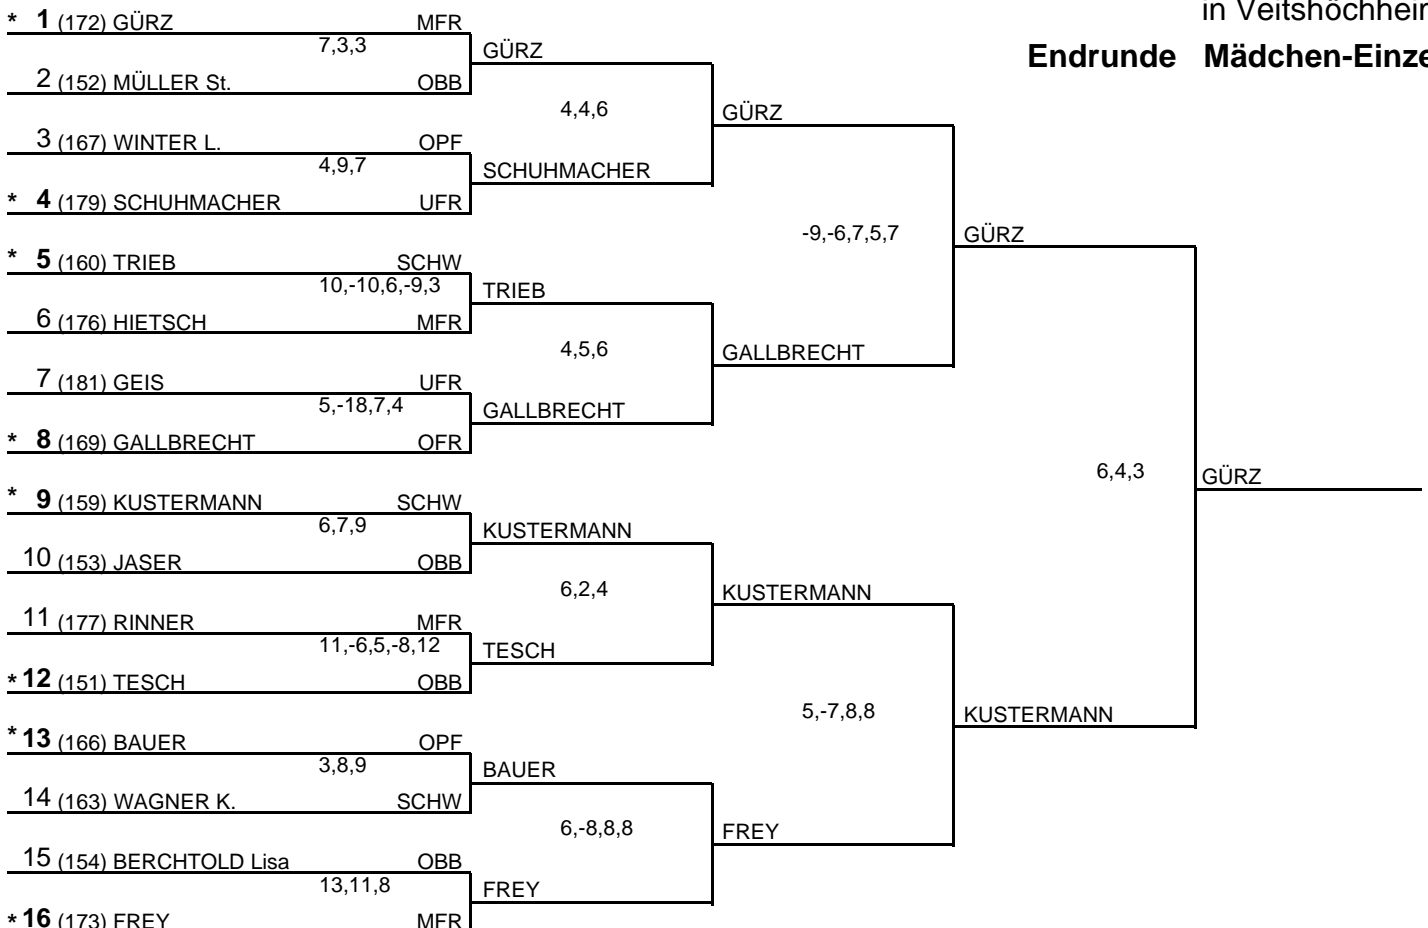 in Veitshöchheim
Endrunde Mädchen-Einze
* 1 (172) GÜRZ MFR
7,3,3
GÜRZ
2 (152) MÜLLER St. OBB
4,4,6
GÜRZ
3 (167) WINTER L. OPF
4,9,7
SCHUHMACHER
* 4 (179) SCHUHMACHER UFR
-9,-6,7,5,7
GÜRZ
* 5 (160) TRIEB SCHW
10,-10,6,-9,3
TRIEB
6 (176) HIETSCH MFR
4,5,6
GALLBRECHT
7 (181) GEIS UFR
5,-18,7,4
GALLBRECHT
* 8 (169) GALLBRECHT OFR
6,4,3
GÜRZ
* 9 (159) KUSTERMANN SCHW
6,7,9
KUSTERMANN
10 (153) JASER OBB
6,2,4
KUSTERMANN
11 (177) RINNER MFR
11,-6,5,-8,12
TESCH
* 12 (151) TESCH OBB
5,-7,8,8
KUSTERMANN
* 13 (166) BAUER OPF
3,8,9
BAUER
14 (163) WAGNER K. SCHW
6,-8,8,8
FREY
15 (154) BERCHTOLD Lisa OBB
13,11,8
FREY
* 16 (173) FREY MFR